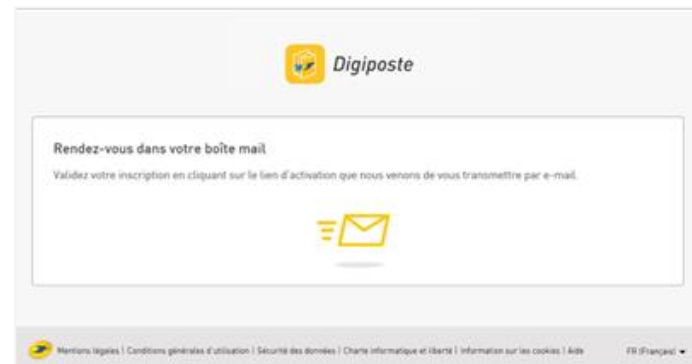 Digiposte
Rendez-vous dans votre boîte mail
Validez votre inscription en cliquant sur le lien d'activation que nous venons de vous transmettre par e-mail.
Mentions légales | Conditions générales d'utilisation | Sécurité des données | Charte informatique et liberté | Information sur les cookies | Aide FR (Français)